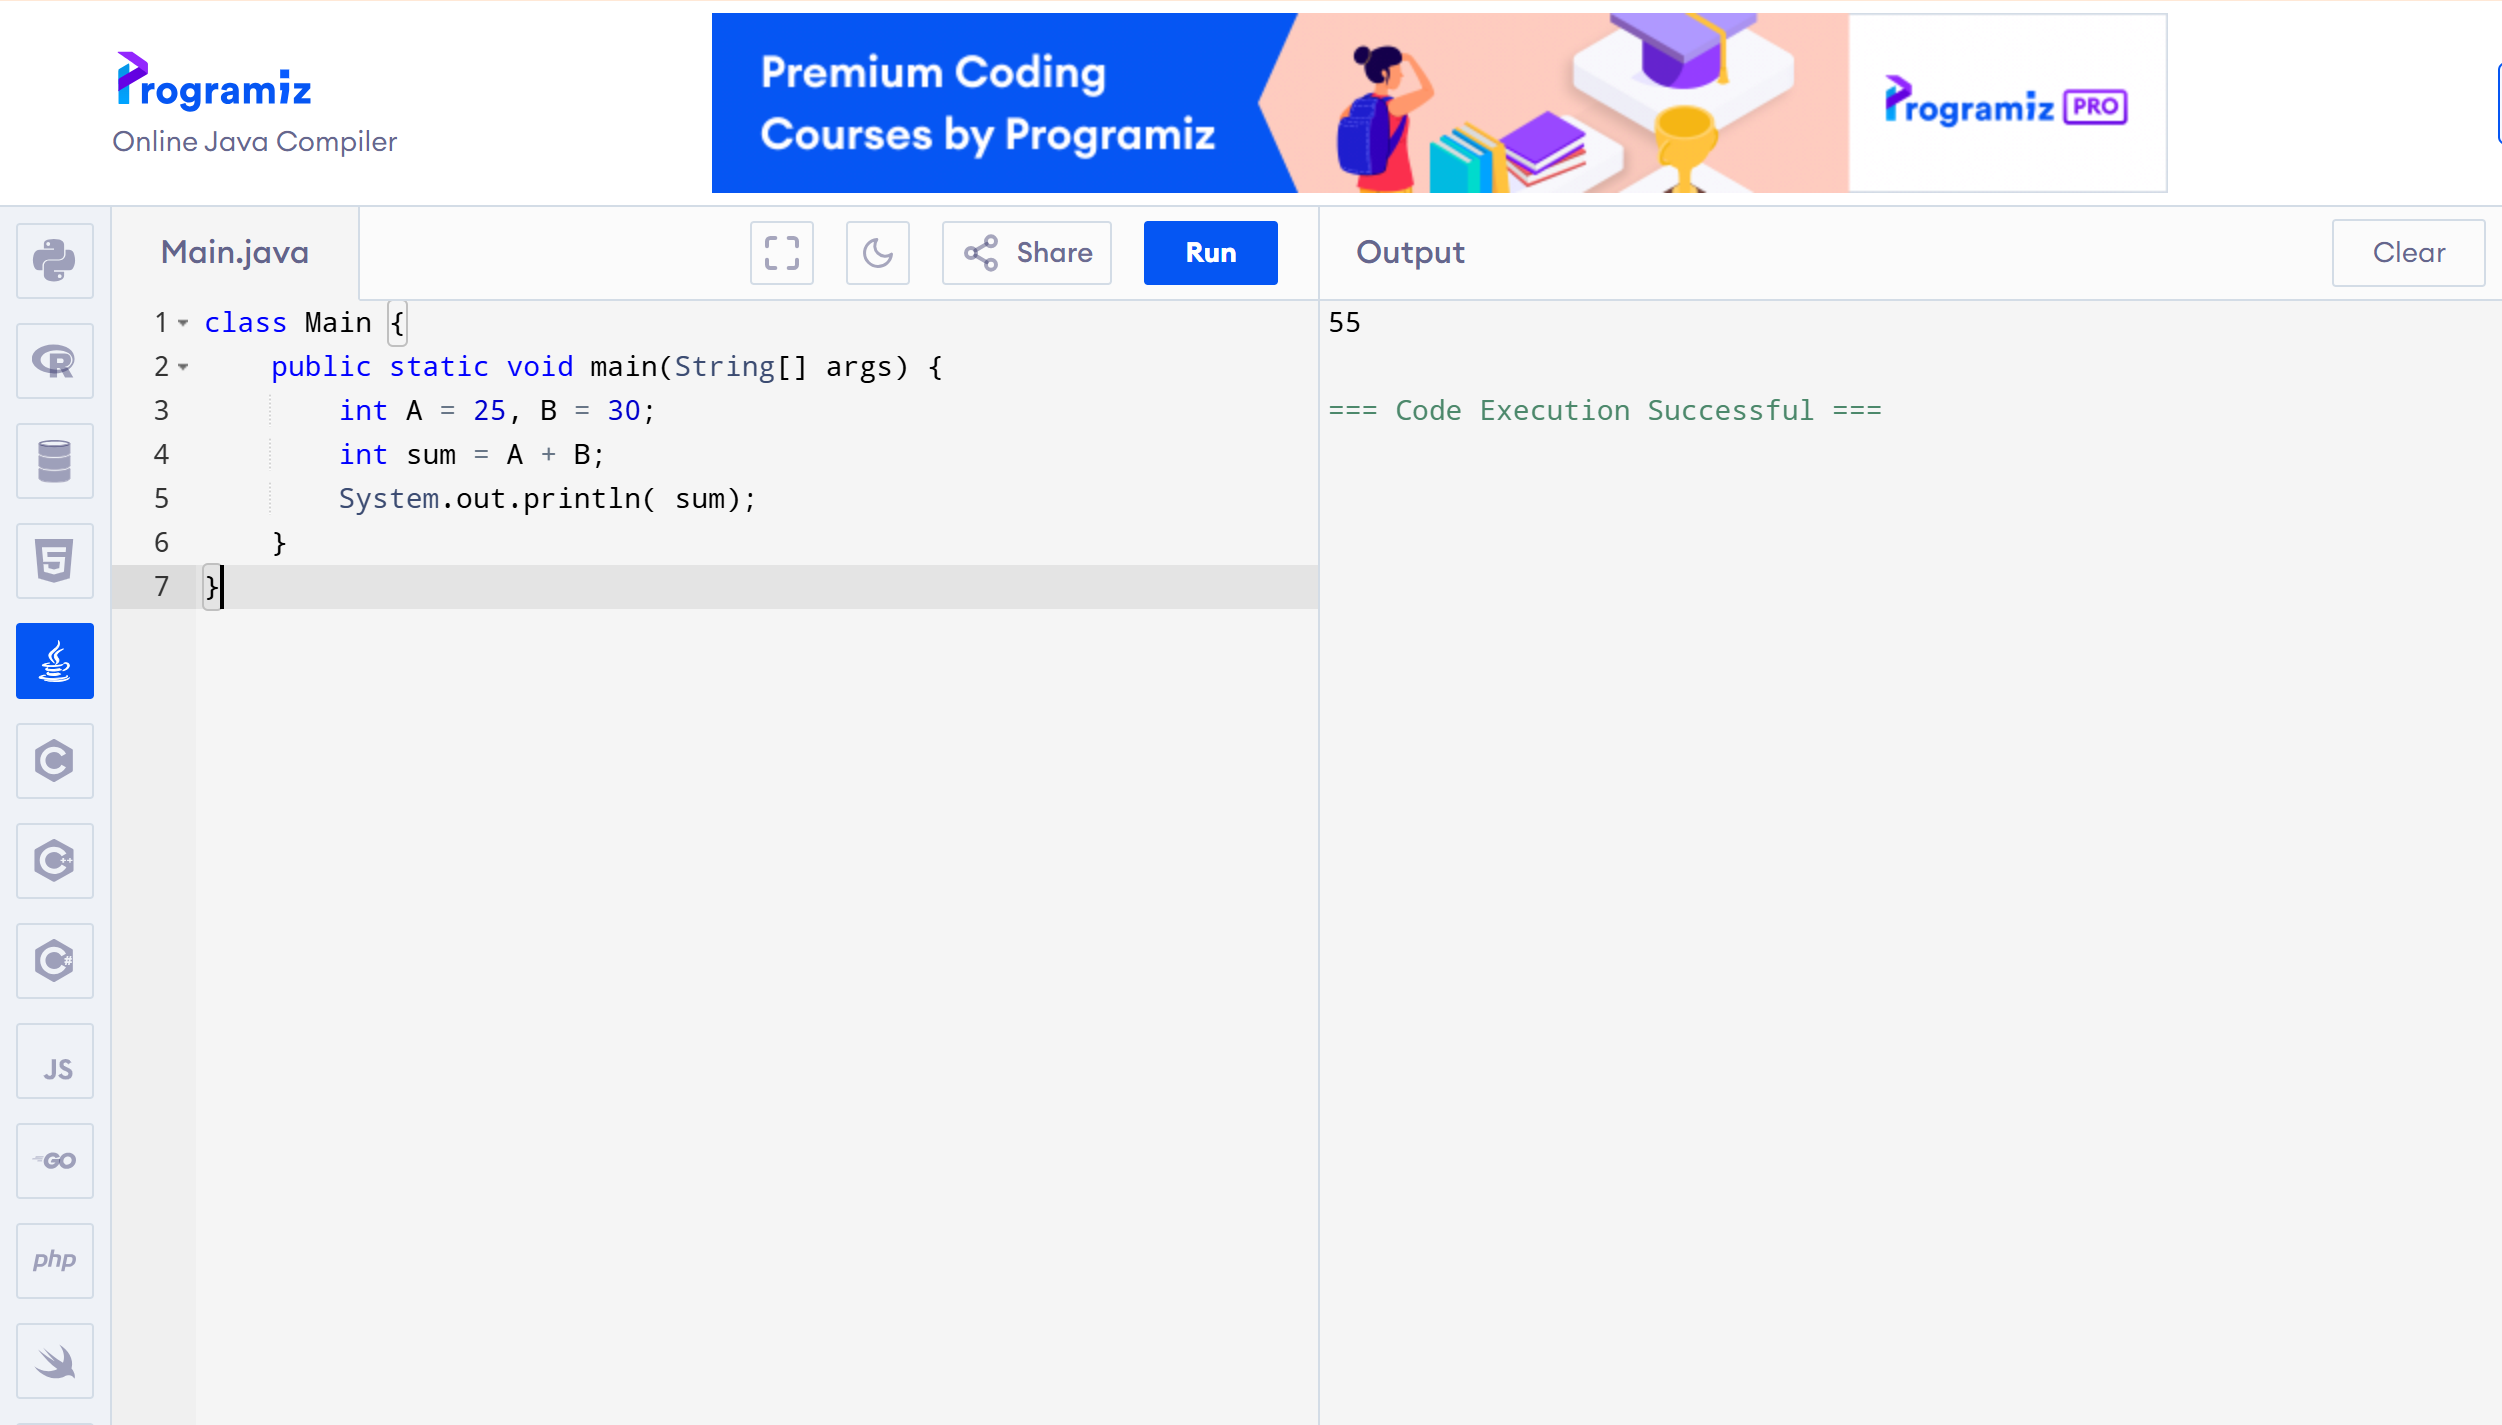 Programiz
Online Java Compiler
Premium Coding
Courses by Programiz
Programiz PRO
Main.java
Share
Run
Output
Clear
1 class Main {
2     public static void main(String[] args) {
3         int A = 25, B = 30;
4         int sum = A + B;
5         System.out.println( sum);
6     }
7 }
55
=== Code Execution Successful ===
R
5
C
C++
C#
JS
GO
php